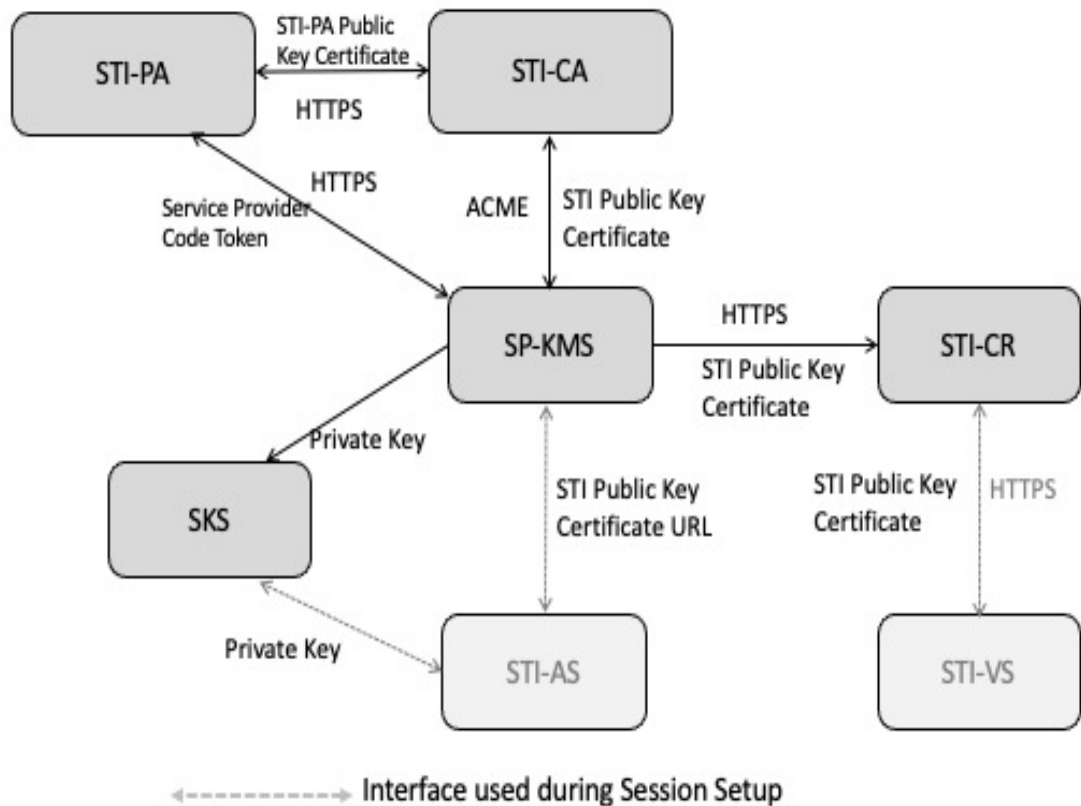 STI-PA
STI-PA Public
Key Certificate
STI-CA
HTTPS
HTTPS
Service Provider
Code Token
ACME
STI Public Key
Certificate
SP-KMS
HTTPS
STI Public Key
Certificate
STI-CR
Private Key
SKS
STI Public Key
Certificate URL
STI Public Key
Certificate
HTTPS
Private Key
STI-AS
STI-VS
Interface used during Session Setup